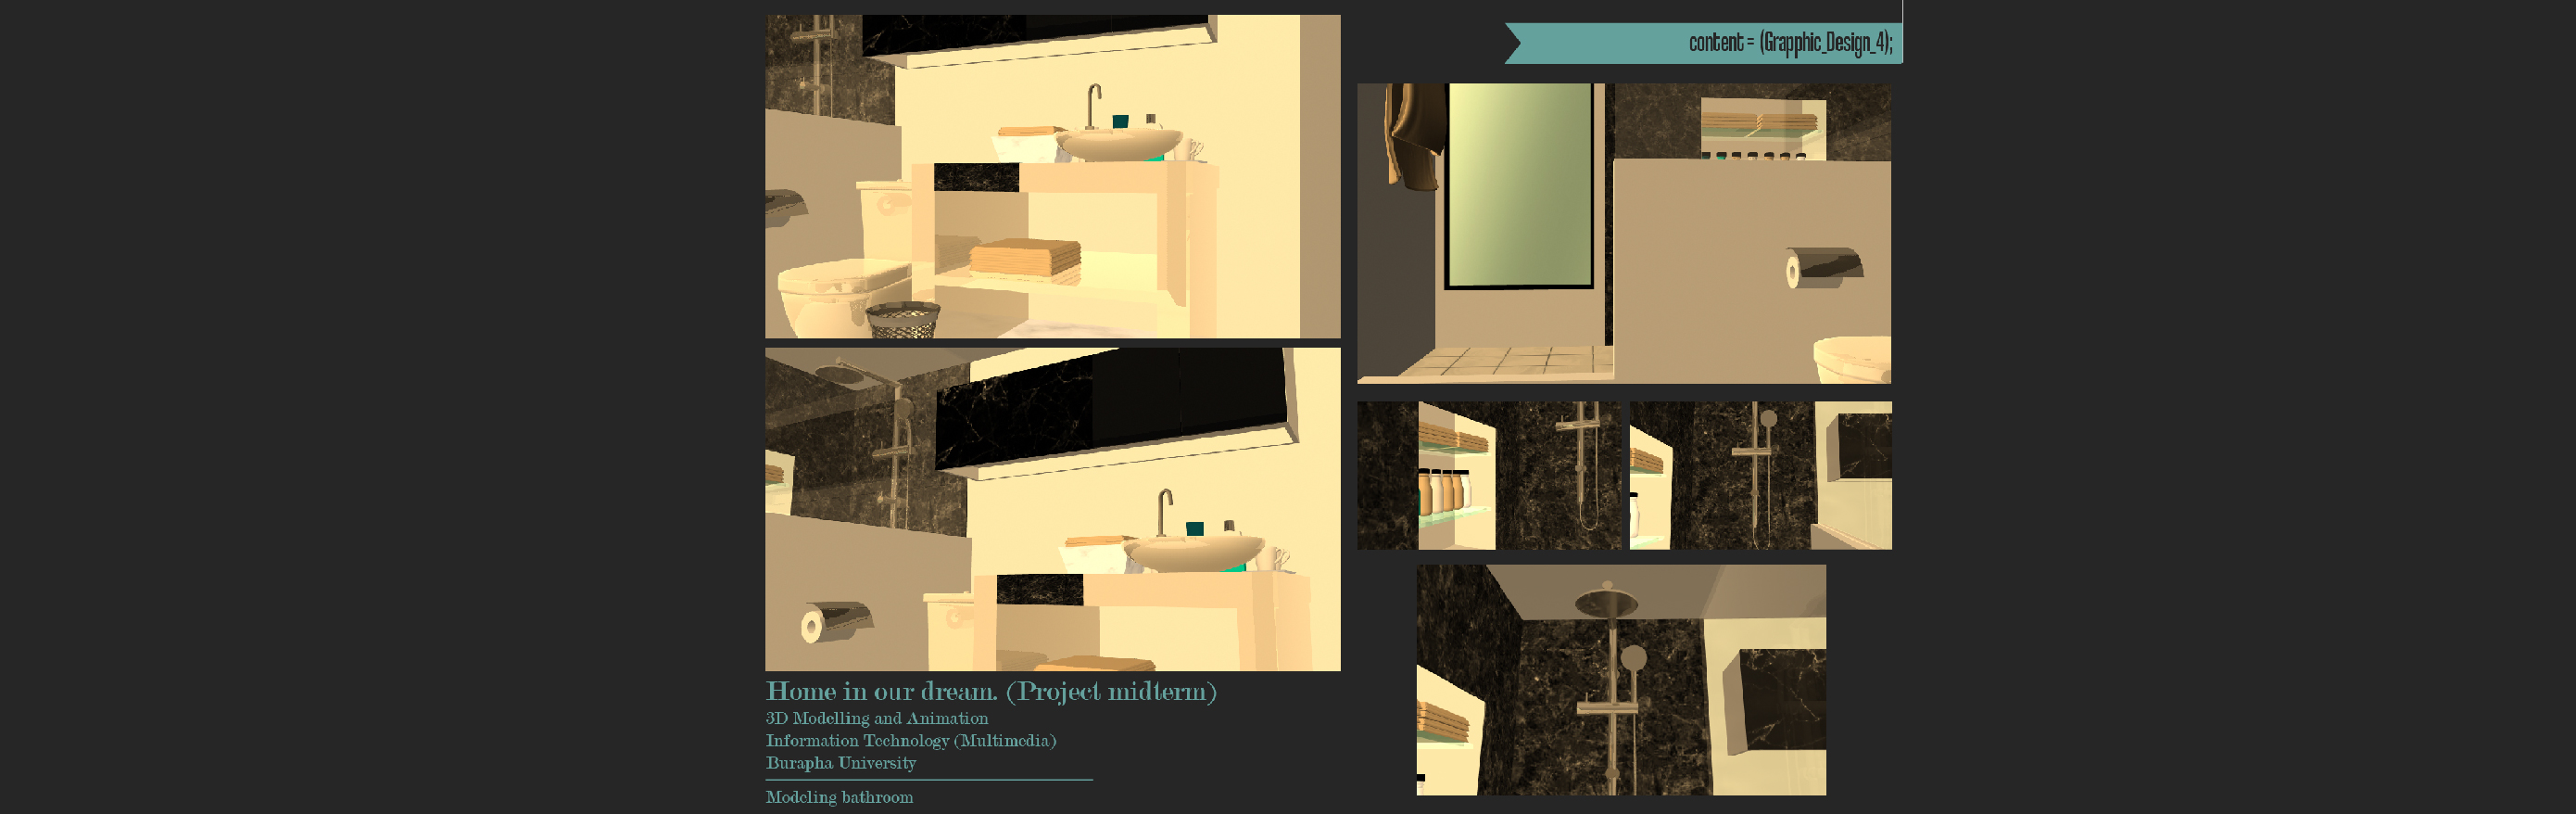 content = (Grapphic_Design_4);
Home in our dream. (Project midterm)
3D Modelling and Animation
Information Technology (Multimedia)
Burapha University
Modeling bathroom